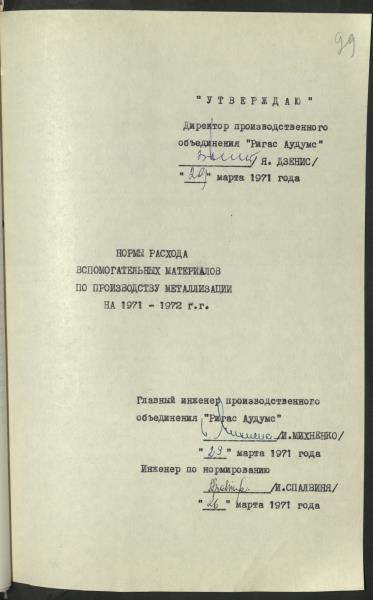 99
"УТВЕРЖДАЮ"
Директор производственного
объединения "Ригас Аудумс"
/Я. ДЗЕНИС/
"29" марта 1971 года
НОРМЫ РАСХОДА
ВСПОМОГАТЕЛЬНЫХ МАТЕРИАЛОВ
ПО ПРОИЗВОДСТВУ МЕТАЛЛИЗАЦИИ
НА 1971 - 1972 г.г.
Главный инженер производственного
объединения "Ригас Аудумс"
/И.МИХНЕНКО/
"29" марта 1971 года
Инженер по нормированию
/И.СПАЛВИНЯ/
"26" марта 1971 года